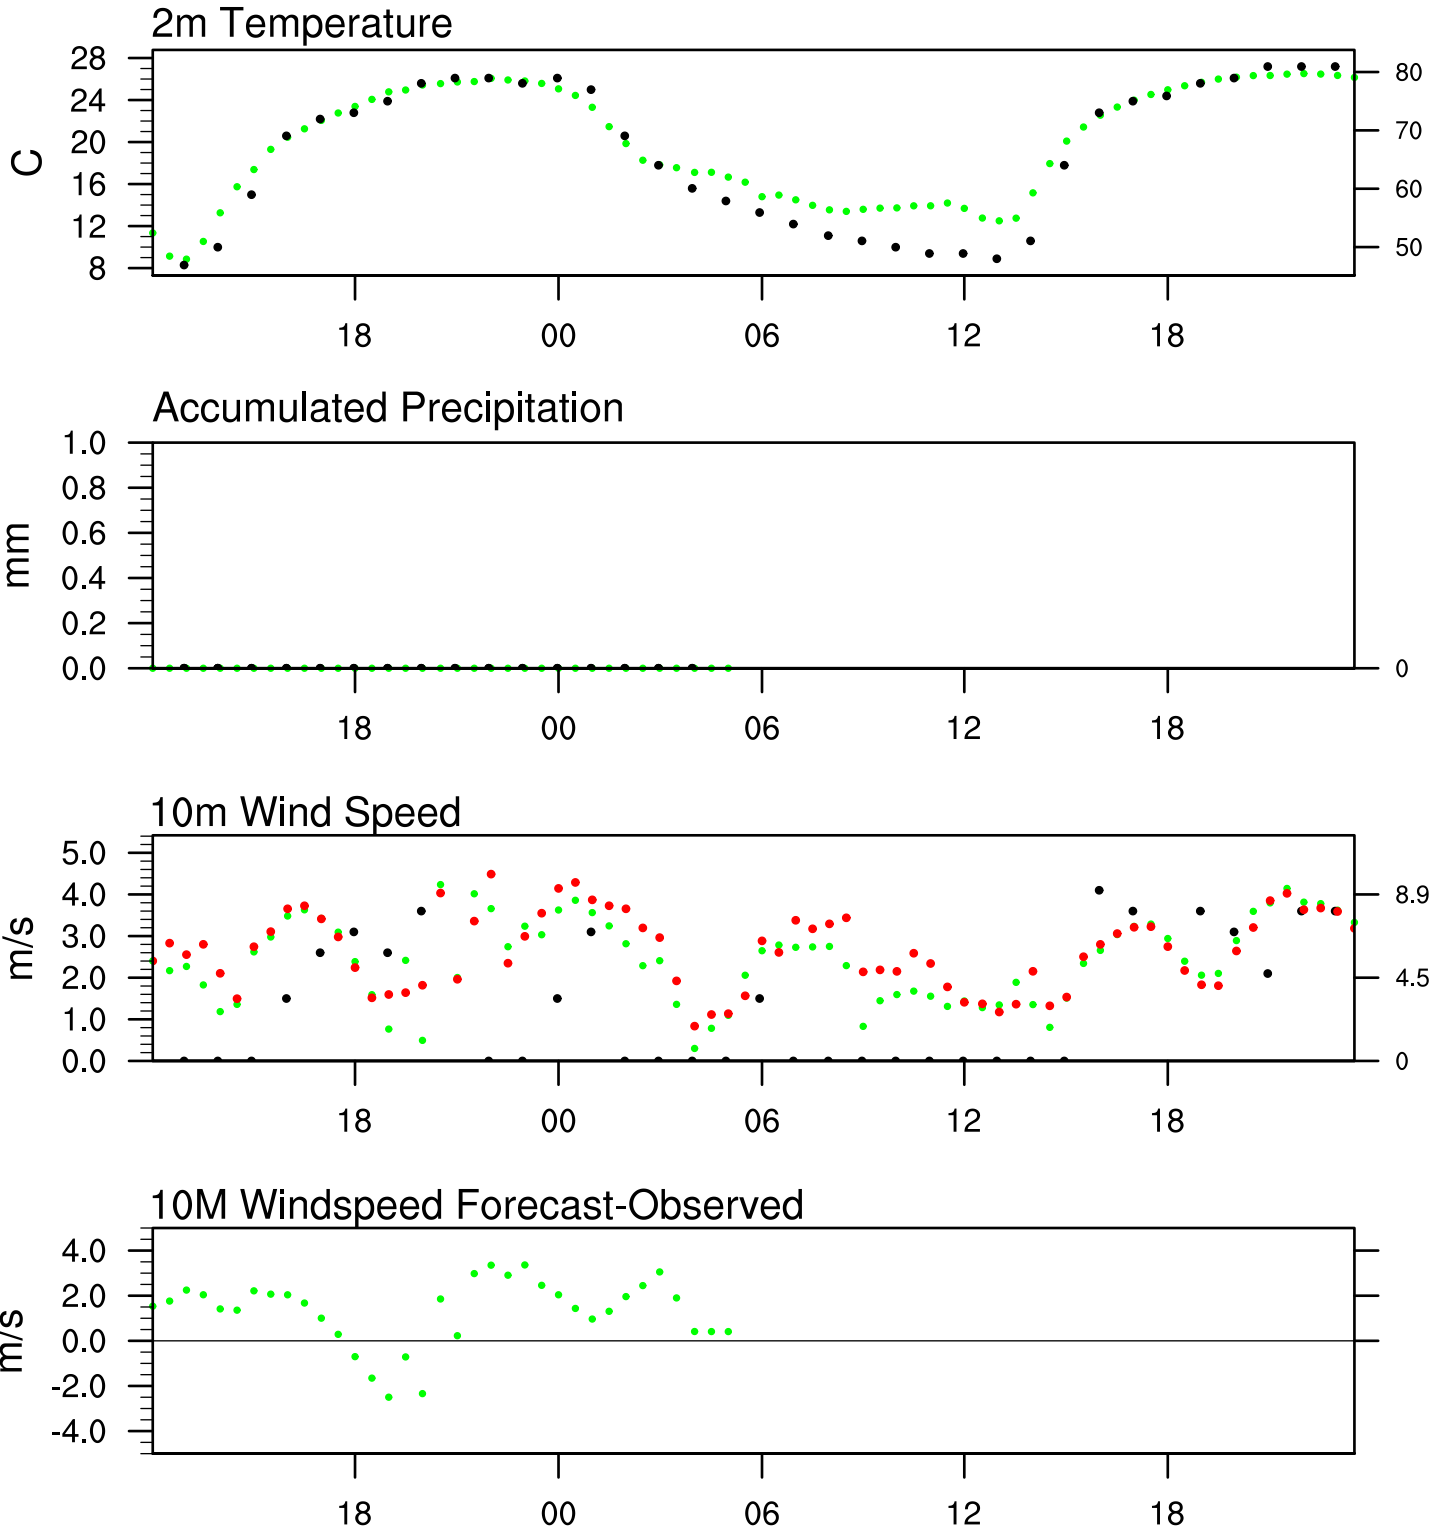 2m Temperature
28
24
20
16
12
8
C
80
70
60
50
18 00 06 12 18
Accumulated Precipitation
1.0
0.8
0.6
0.4
0.2
0.0
mm
0
18 00 06 12 18
10m Wind Speed
5.0
4.0
3.0
2.0
1.0
0.0
m/s
8.9
4.5
0
18 00 06 12 18
10M Windspeed Forecast-Observed
4.0
2.0
0.0
-2.0
-4.0
m/s
18 00 06 12 18